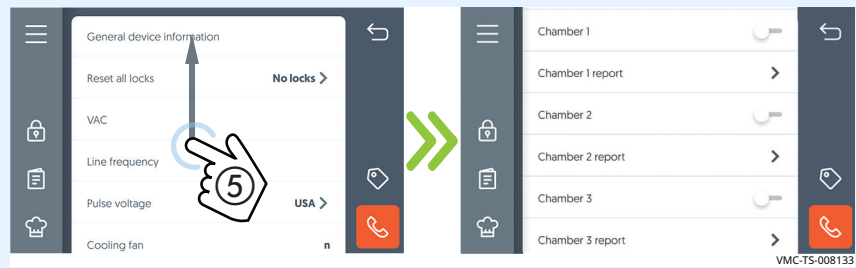 General device information
Reset all locks No locks >
VAC
Line frequency
5
Pulse voltage USA >
Cooling fan n
Chamber 1
Chamber 1 report >
Chamber 2
Chamber 2 report >
Chamber 3
Chamber 3 report >
VMC-TS-008133